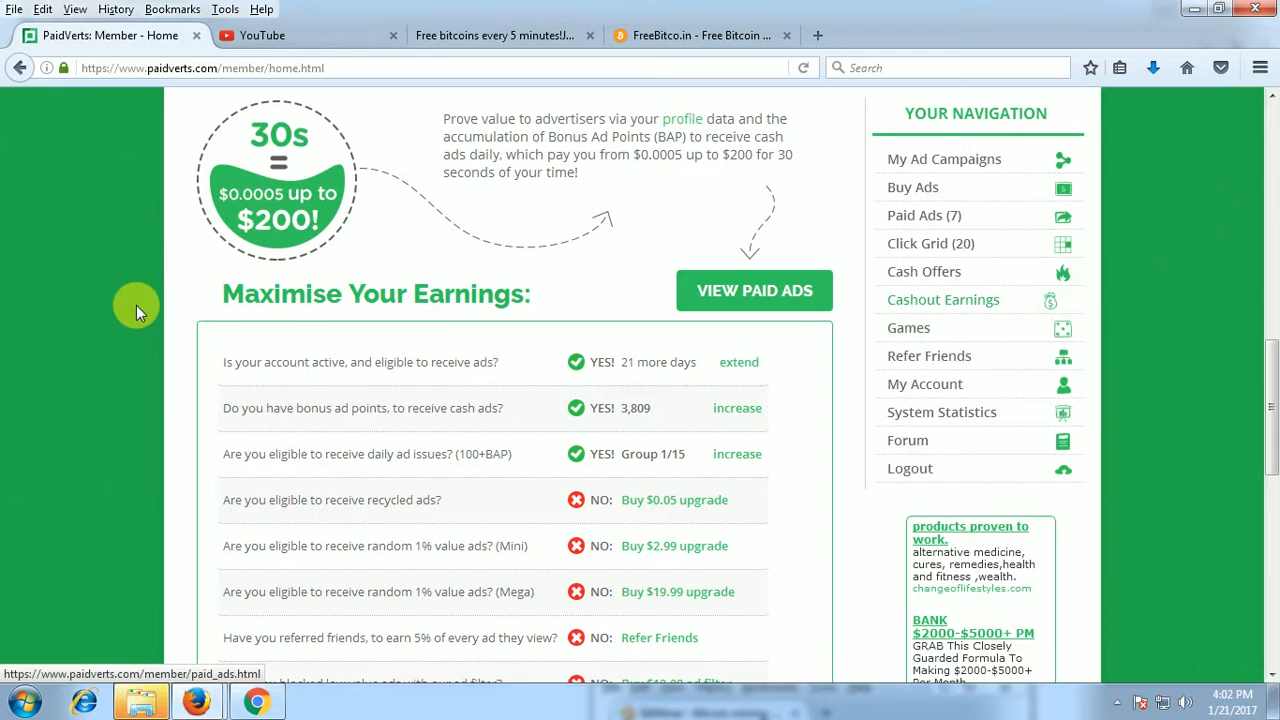 File Edit View History Bookmarks Tools Help
PaidVerts: Member - Home
YouTube
Free bitcoins every 5 minutes!J...
FreeBitco.in - Free Bitcoin ...
https://www.paidverts.com/member/home.html
Search
30s
=
$0.0005 up to
$200!
Prove value to advertisers via your profile data and the
accumulation of Bonus Ad Points (BAP) to receive cash
ads daily, which pay you from $0.0005 up to $200 for 30
seconds of your time!
Maximise Your Earnings:
VIEW PAID ADS
Is your account active, and eligible to receive ads? YES! 21 more days extend
Do you have bonus ad points, to receive cash ads? YES! 3,809 increase
Are you eligible to receive daily ad issues? (100+BAP) YES! Group 1/15 increase
Are you eligible to receive recycled ads? NO: Buy $0.05 upgrade
Are you eligible to receive random 1% value ads? (Mini) NO: Buy $2.99 upgrade
Are you eligible to receive random 1% value ads? (Mega) NO: Buy $19.99 upgrade
Have you referred friends, to earn 5% of every ad they view? NO: Refer Friends
YOUR NAVIGATION
My Ad Campaigns
Buy Ads
Paid Ads (7)
Click Grid (20)
Cash Offers
Cashout Earnings
Games
Refer Friends
My Account
System Statistics
Forum
Logout
products proven to
work.
alternative medicine,
cures, remedies,health
and fitness ,wealth.
changeoflifestyles.com
BANK
$2000-$5000+ PM
GRAB This Closely
Guarded Formula To
Making $2000-$5000+
Per Month
https://www.paidverts.com/member/paid_ads.html
4:02 PM
1/21/2017